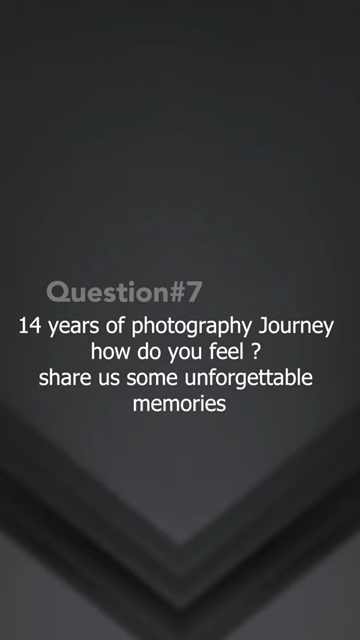 Question#7
14 years of photography Journey
how do you feel ?
share us some unforgettable
memories